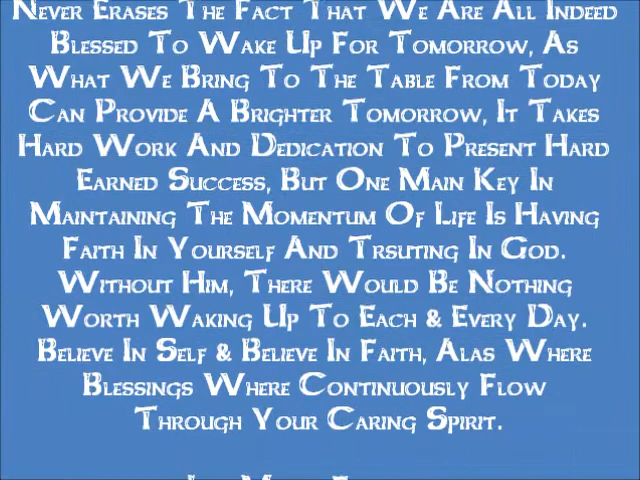 Never Erases The Fact That We Are All Indeed
Blessed To Wake Up For Tomorrow, As
What We Bring To The Table From Today
Can Provide A Brighter Tomorrow, It Takes
Hard Work And Dedication To Present Hard
Earned Success, But One Main Key In
Maintaining The Momentum Of Life Is Having
Faith In Yourself And Trsuting In God.
Without Him, There Would Be Nothing
Worth Waking Up To Each & Every Day.
Believe In Self & Believe In Faith, Alas Where
Blessings Where Continuously Flow
Through Your Caring Spirit.